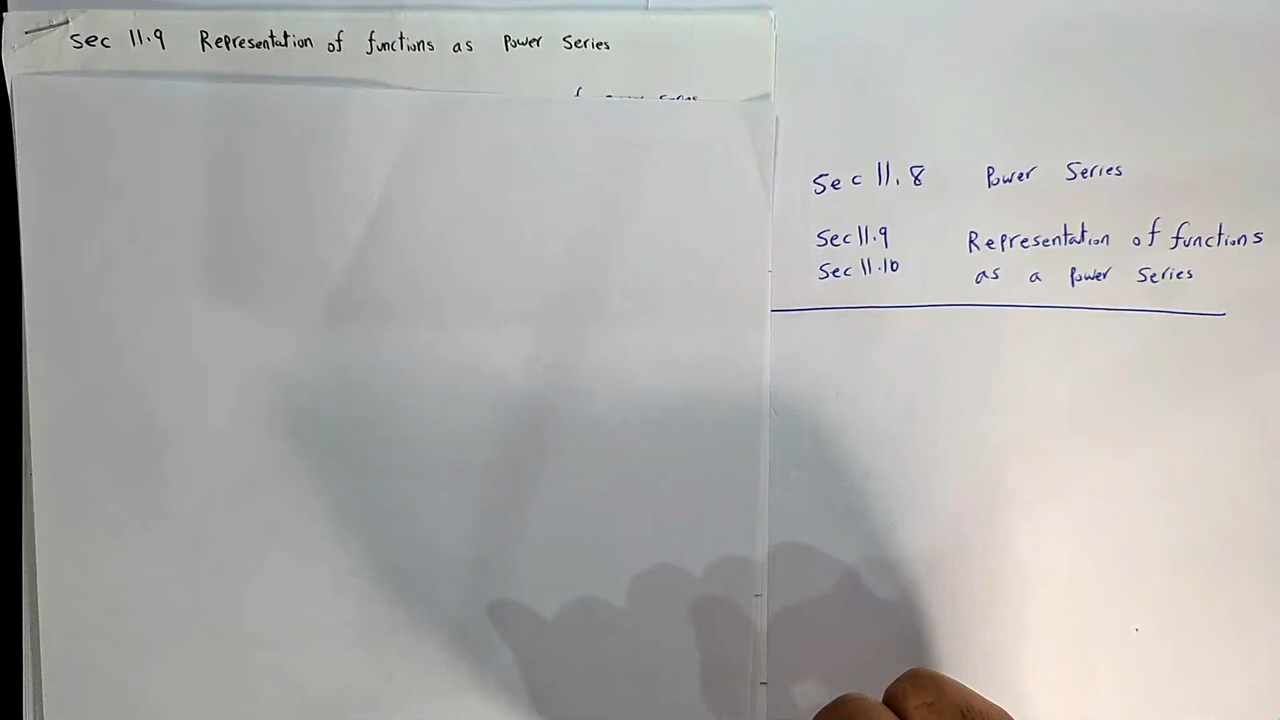 Sec 11.9 Representation of functions as Power Series
Sec 11.8 Power Series
Sec 11.9 Representation of functions
Sec 11.10 as a Power Series